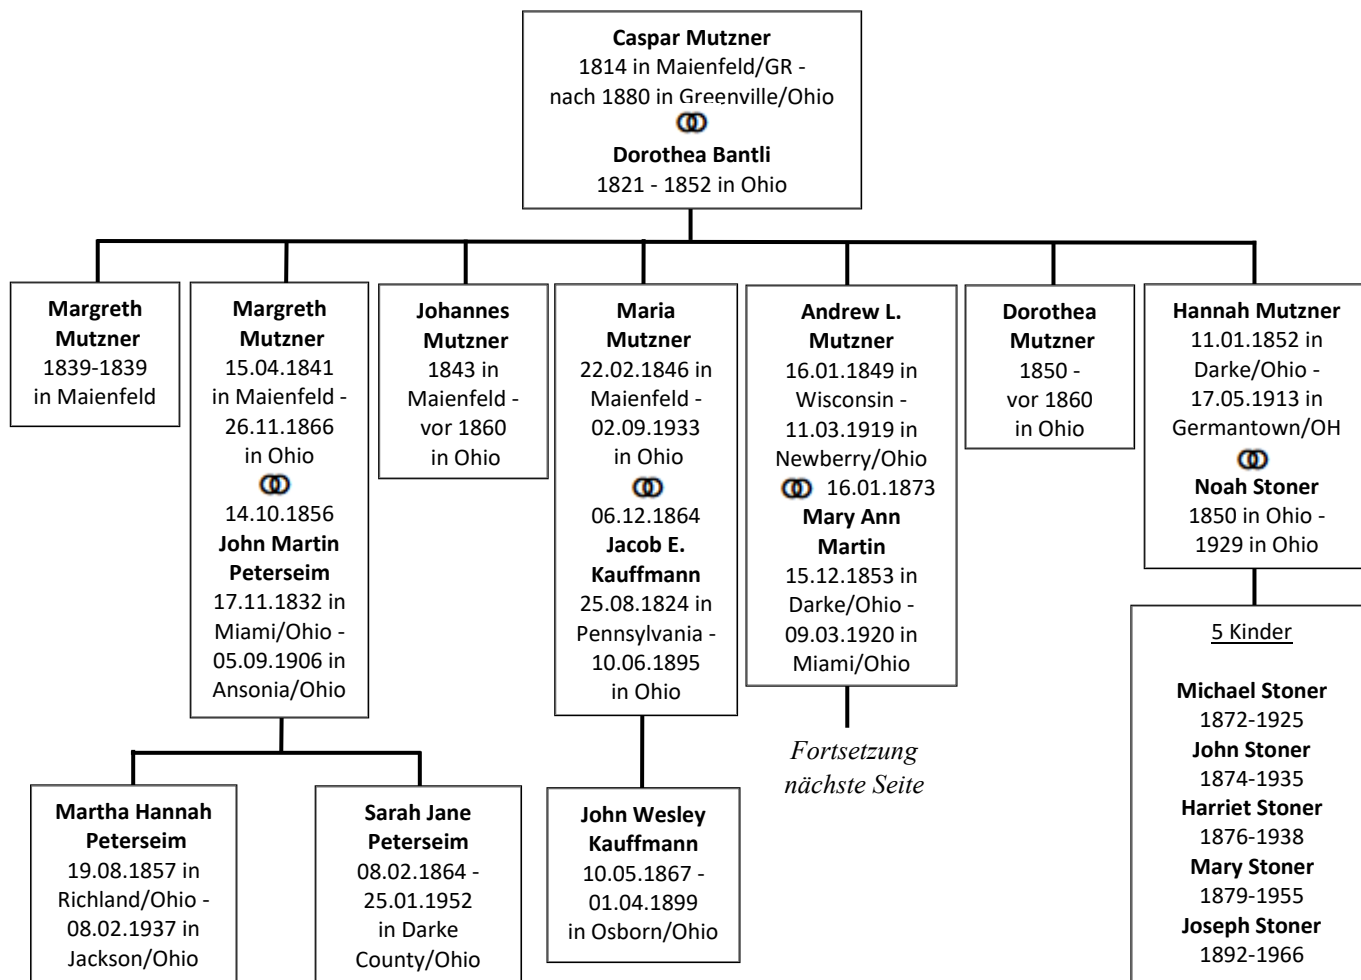 Caspar Mutzner
1814 in Maienfeld/GR -
nach 1880 in Greenville/Ohio
Dorothea Bantli
1821 - 1852 in Ohio
Margreth
Mutzner
1839-1839
in Maienfeld
Margreth
Mutzner
15.04.1841
in Maienfeld -
26.11.1866
in Ohio
14.10.1856
John Martin
Peterseim
17.11.1832 in
Miami/Ohio -
05.09.1906 in
Ansonia/Ohio
Johannes
Mutzner
1843 in
Maienfeld -
vor 1860
in Ohio
Maria
Mutzner
22.02.1846 in
Maienfeld -
02.09.1933
in Ohio
06.12.1864
Jacob E.
Kauffmann
25.08.1824 in
Pennsylvania -
10.06.1895
in Ohio
Andrew L.
Mutzner
16.01.1849 in
Wisconsin -
11.03.1919 in
Newberry/Ohio
16.01.1873
Mary Ann
Martin
15.12.1853 in
Darke/Ohio -
09.03.1920 in
Miami/Ohio
Dorothea
Mutzner
1850 -
vor 1860
in Ohio
Hannah Mutzner
11.01.1852 in
Darke/Ohio -
17.05.1913 in
Germantown/OH
Noah Stoner
1850 in Ohio -
1929 in Ohio
Martha Hannah
Peterseim
19.08.1857 in
Richland/Ohio -
08.02.1937 in
Jackson/Ohio
Sarah Jane
Peterseim
08.02.1864 -
25.01.1952
in Darke
County/Ohio
John Wesley
Kauffmann
10.05.1867 -
01.04.1899
in Osborn/Ohio
Fortsetzung
nächste Seite
5 Kinder
Michael Stoner
1872-1925
John Stoner
1874-1935
Harriet Stoner
1876-1938
Mary Stoner
1879-1955
Joseph Stoner
1892-1966